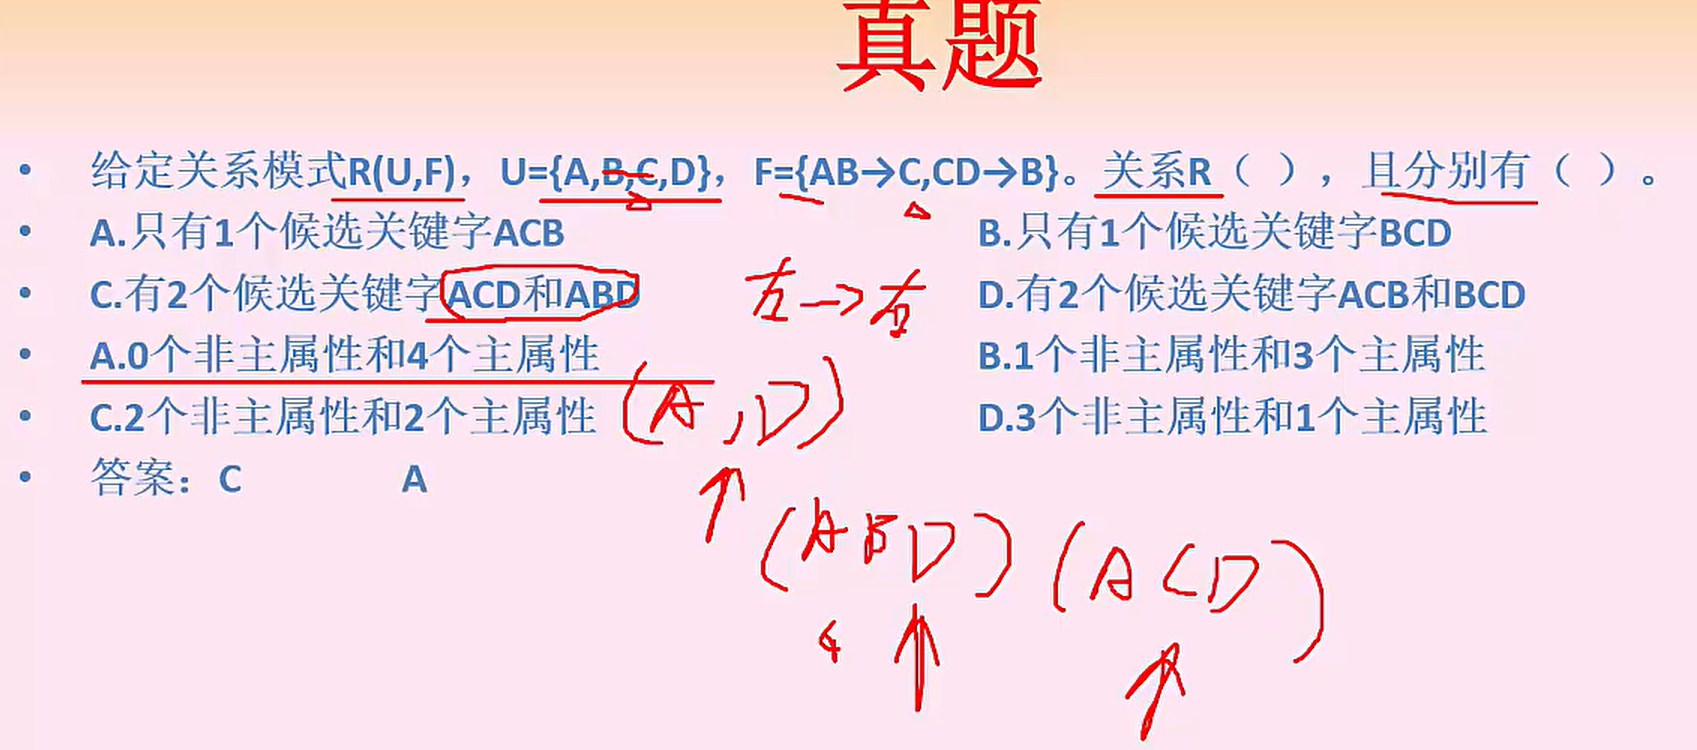 真题
• 给定关系模式R(U,F)，U={A,B,C,D}，F={AB→C,CD→B}。关系R（ ），且分别有（ ）。
• A.只有1个候选关键字ACB B.只有1个候选关键字BCD
• C.有2个候选关键字ACD和ABD D.有2个候选关键字ACB和BCD
左→右
• A.0个非主属性和4个主属性 B.1个非主属性和3个主属性
• C.2个非主属性和2个主属性 D.3个非主属性和1个主属性
(A,D)
• 答案：C A
(ABD) (ACD)